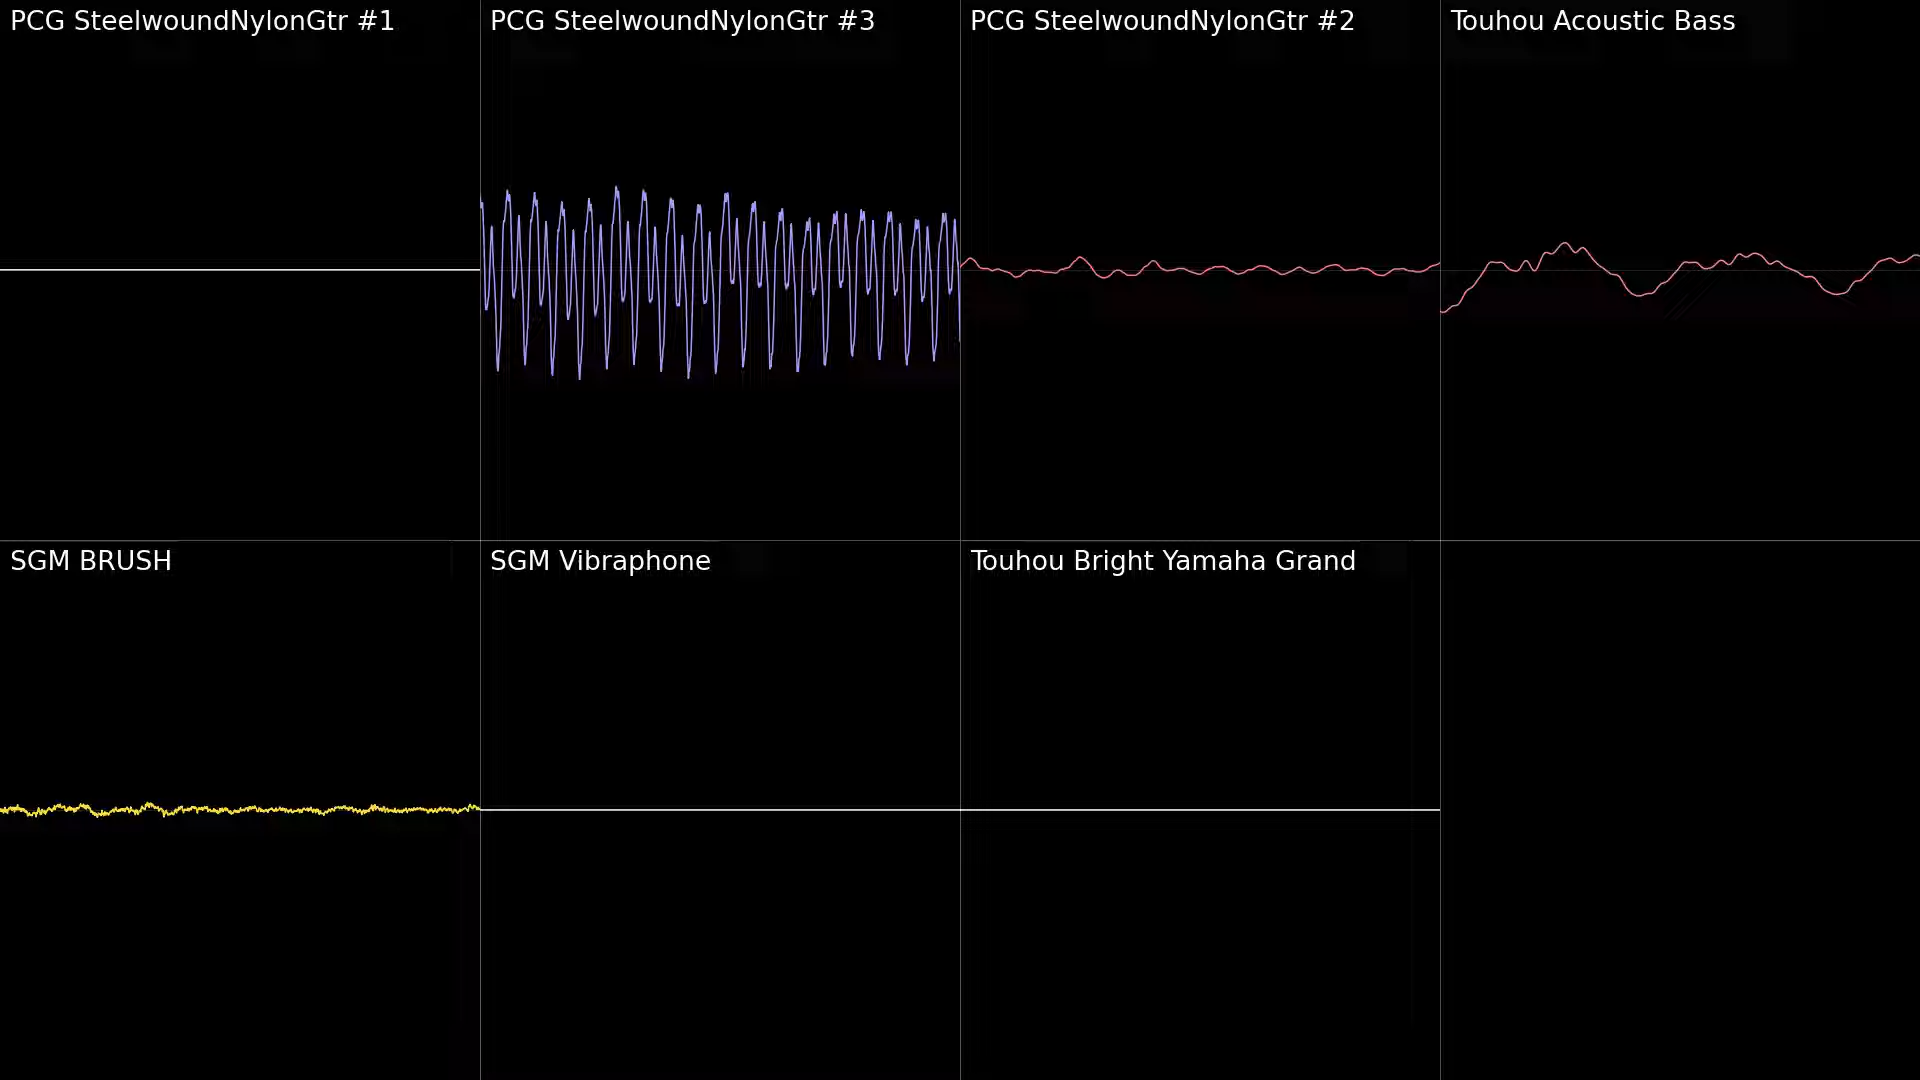 PCG SteelwoundNylonGtr #1
PCG SteelwoundNylonGtr #3
PCG SteelwoundNylonGtr #2
Touhou Acoustic Bass
SGM BRUSH
SGM Vibraphone
Touhou Bright Yamaha Grand